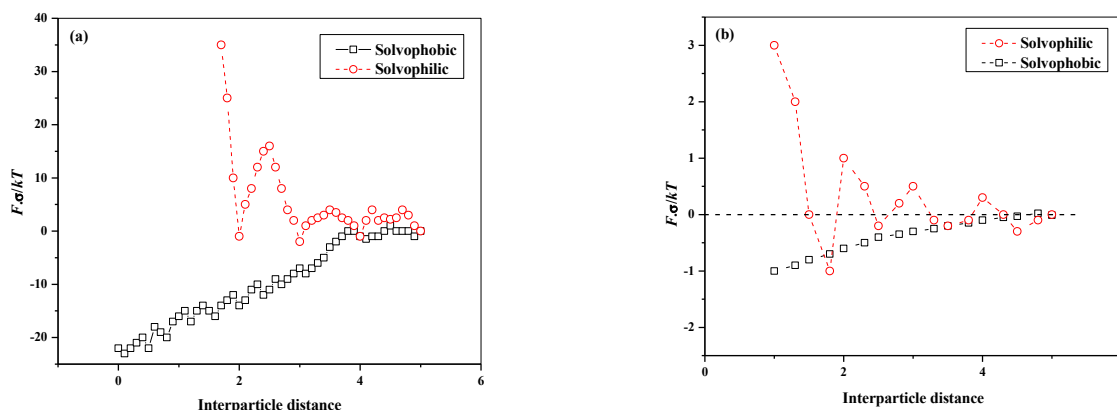 (a)
Solvophobic
Solvophilic
40
30
20
10
0
-10
-20
0
2
4
6
F.σ/kT
Interparticle distance
(b)
Solvophilic
Solvophobic
3
2
1
0
-1
-2
0
2
4
F.σ/kT
Interparticle distance